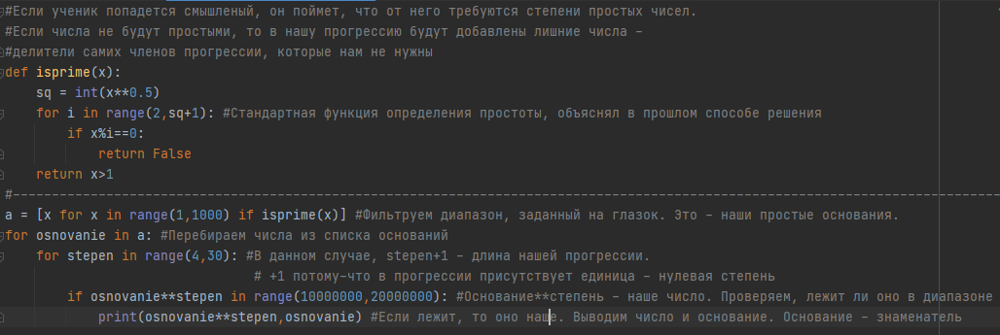 #Если ученик попадется смышленый, он поймет, что от него требуются степени простых чисел.
#Если числа не будут простыми, то в нашу прогрессию будут добавлены лишние числа -
#делители самих членов прогрессии, которые нам не нужны
def isprime(x):
    sq = int(x**0.5)
    for i in range(2,sq+1): #Стандартная функция определения простоты, объяснял в прошлом способе решения
        if x%i==0:
            return False
    return x>1
#--------------------------------------------------------------------------------------------------------------------------------
a = [x for x in range(1,1000) if isprime(x)] #Фильтруем диапазон, заданный на глазок. Это - наши простые основания.
for osnovanie in a: #Перебираем числа из списка оснований
    for stepen in range(4,30): #В данном случае, stepen+1 - длина нашей прогрессии.
                                # +1 потому-что в прогрессии присутствует единица - нулевая степень
        if osnovanie**stepen in range(10000000,20000000): #Основание**степень - наше число. Проверяем, лежит ли оно в диапазоне
            print(osnovanie**stepen,osnovanie) #Если лежит, то оно наше. Выводим число и основание. Основание - знаменатель